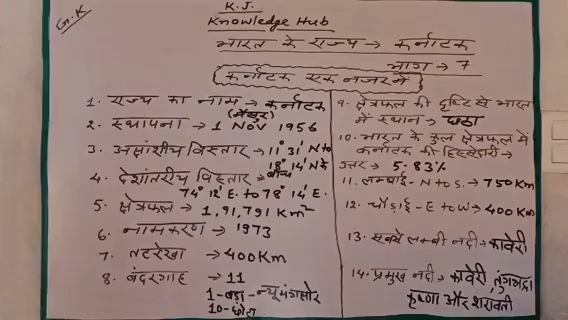 G.K
K.J.
Knowledge Hub
भारत के राज्य → कर्नाटक
भाग → 7
कर्नाटक एक नजर में
1. राज्य का नाम → कर्नाटक
(मैसूर)
2. स्थापना → 1 NOV 1956
3. अक्षांशीय विस्तार → 11° 31' N to
18° 14' N के
बीच
4. देशांतरीय विस्तार →
74° 12' E. to 78° 14' E.
5. क्षेत्रफल → 1,91,791 Km²
6. नामकरण → 1973
7. तटरेखा → 400Km
8. बंदरगाह → 11
1 - बड़ा - न्यू मंगलोर
10 - छोटा
9. क्षेत्रफल की दृष्टि से भारत
में स्थान → छठा
10. भारत के कुल क्षेत्रफल में
कर्नाटक की हिस्सेदारी →
उत्तर → 5.83%
11. लम्बाई - N to S. → 750Km
12. चौड़ाई - E to W → 400Km
13. सबसे लम्बी नदी → कावेरी
14. प्रमुख नदी → कावेरी, तुंगभद्रा
कृष्णा और शरावती